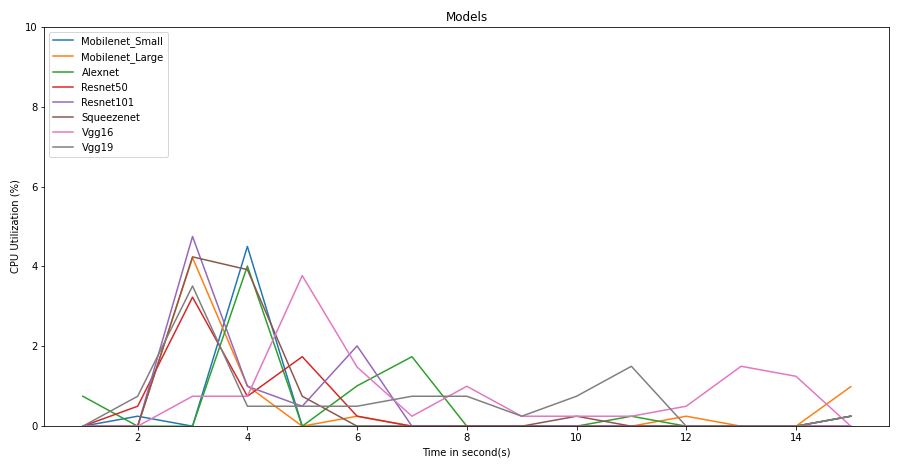 Models
10
8
6
4
2
0
CPU Utilization (%)
Mobilenet_Small
Mobilenet_Large
Alexnet
Resnet50
Resnet101
Squeezenet
Vgg16
Vgg19
2 4 6 8 10 12 14
Time in second(s)